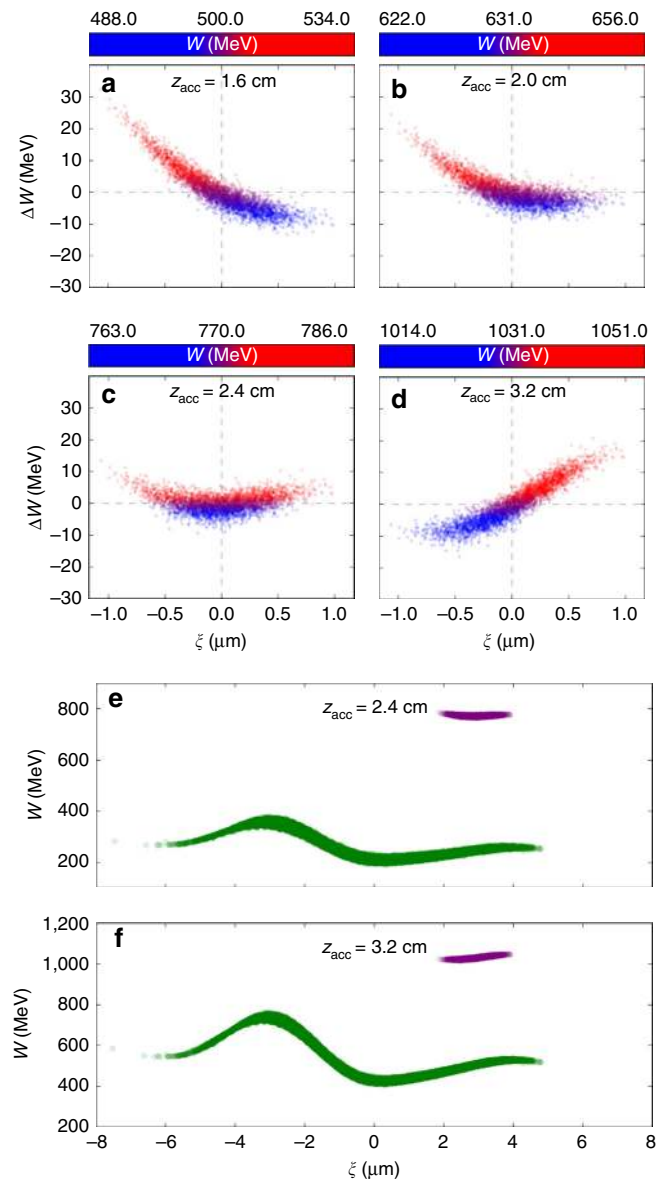 488.0 500.0 534.0
W (MeV)
622.0 631.0 656.0
W (MeV)
a
zacc = 1.6 cm
b
zacc = 2.0 cm
30
20
10
0
−10
−20
−30
ΔW (MeV)
763.0 770.0 786.0
W (MeV)
1014.0 1031.0 1051.0
W (MeV)
c
zacc = 2.4 cm
d
zacc = 3.2 cm
30
20
10
0
−10
−20
−30
ΔW (MeV)
−1.0 −0.5 0.0 0.5 1.0
ξ (μm)
−1.0 −0.5 0.0 0.5 1.0
ξ (μm)
e
zacc = 2.4 cm
800
600
400
200
W (MeV)
f
zacc = 3.2 cm
1,200
1,000
800
600
400
200
W (MeV)
−8 −6 −4 −2 0 2 4 6 8
ξ (μm)